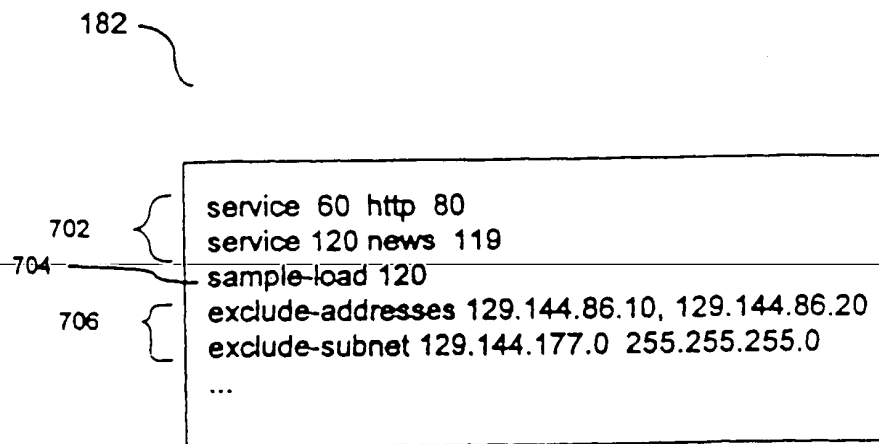 182
702
service 60 http 80
service 120 news 119
704
sample-load 120
706
exclude-addresses 129.144.86.10, 129.144.86.20
exclude-subnet 129.144.177.0 255.255.255.0
...